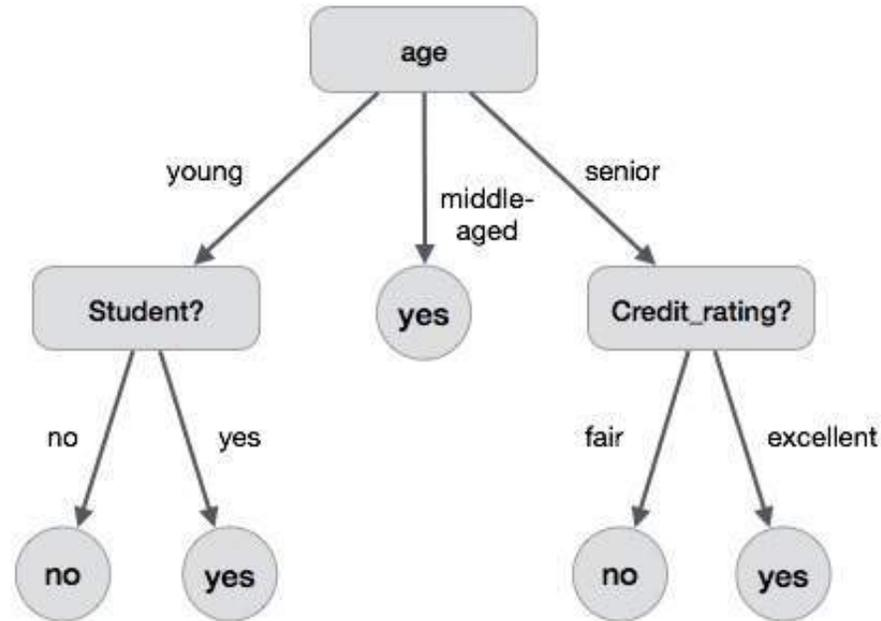 age
young
middle-
aged
senior
Student?
yes
Credit_rating?
no
yes
fair
excellent
no
yes
no
yes